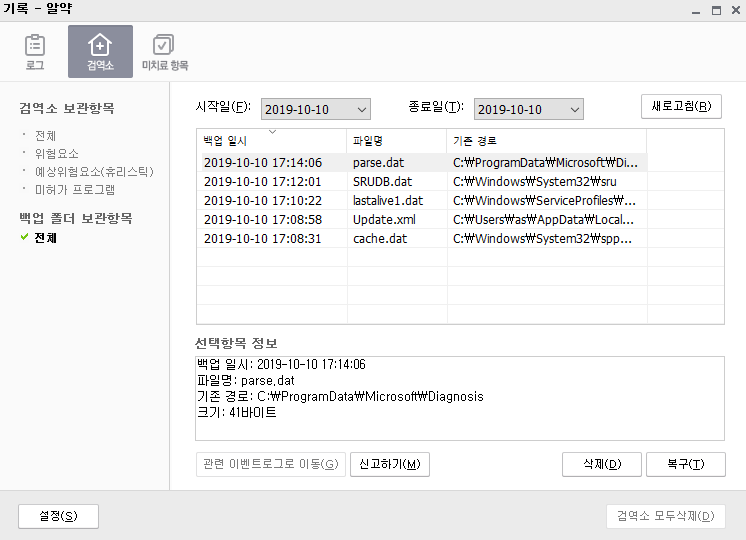 기록 - 알약
로그
검역소
미치료 항목
검역소 보관항목
전체
위험요소
예상위험요소(휴리스틱)
미허가 프로그램
백업 폴더 보관항목
전체
시작일(F): 2019-10-10 종료일(T): 2019-10-10 새로고침(R)
백업 일시 파일명 기존 경로
2019-10-10 17:14:06 parse.dat C:₩ProgramData₩Microsoft₩Di...
2019-10-10 17:12:01 SRUDB.dat C:₩Windows₩System32₩sru
2019-10-10 17:10:22 lastalive1.dat C:₩Windows₩ServiceProfiles₩...
2019-10-10 17:08:58 Update.xml C:₩Users₩as₩AppData₩Local...
2019-10-10 17:08:31 cache.dat C:₩Windows₩System32₩spp...
선택항목 정보
백업 일시: 2019-10-10 17:14:06
파일명: parse.dat
기존 경로: C:₩ProgramData₩Microsoft₩Diagnosis
크기: 41바이트
관련 이벤트로그로 이동(G) 신고하기(M) 삭제(D) 복구(T)
설정(S) 검역소 모두삭제(D)